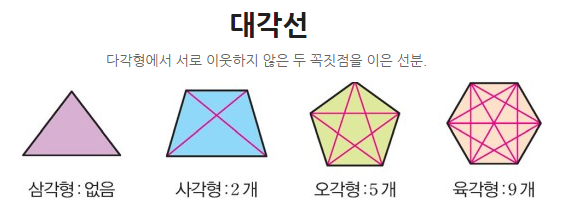 대각선
다각형에서 서로 이웃하지 않은 두 꼭짓점을 이은 선분.
삼각형 : 없음 사각형 : 2개 오각형 : 5개 육각형 : 9개